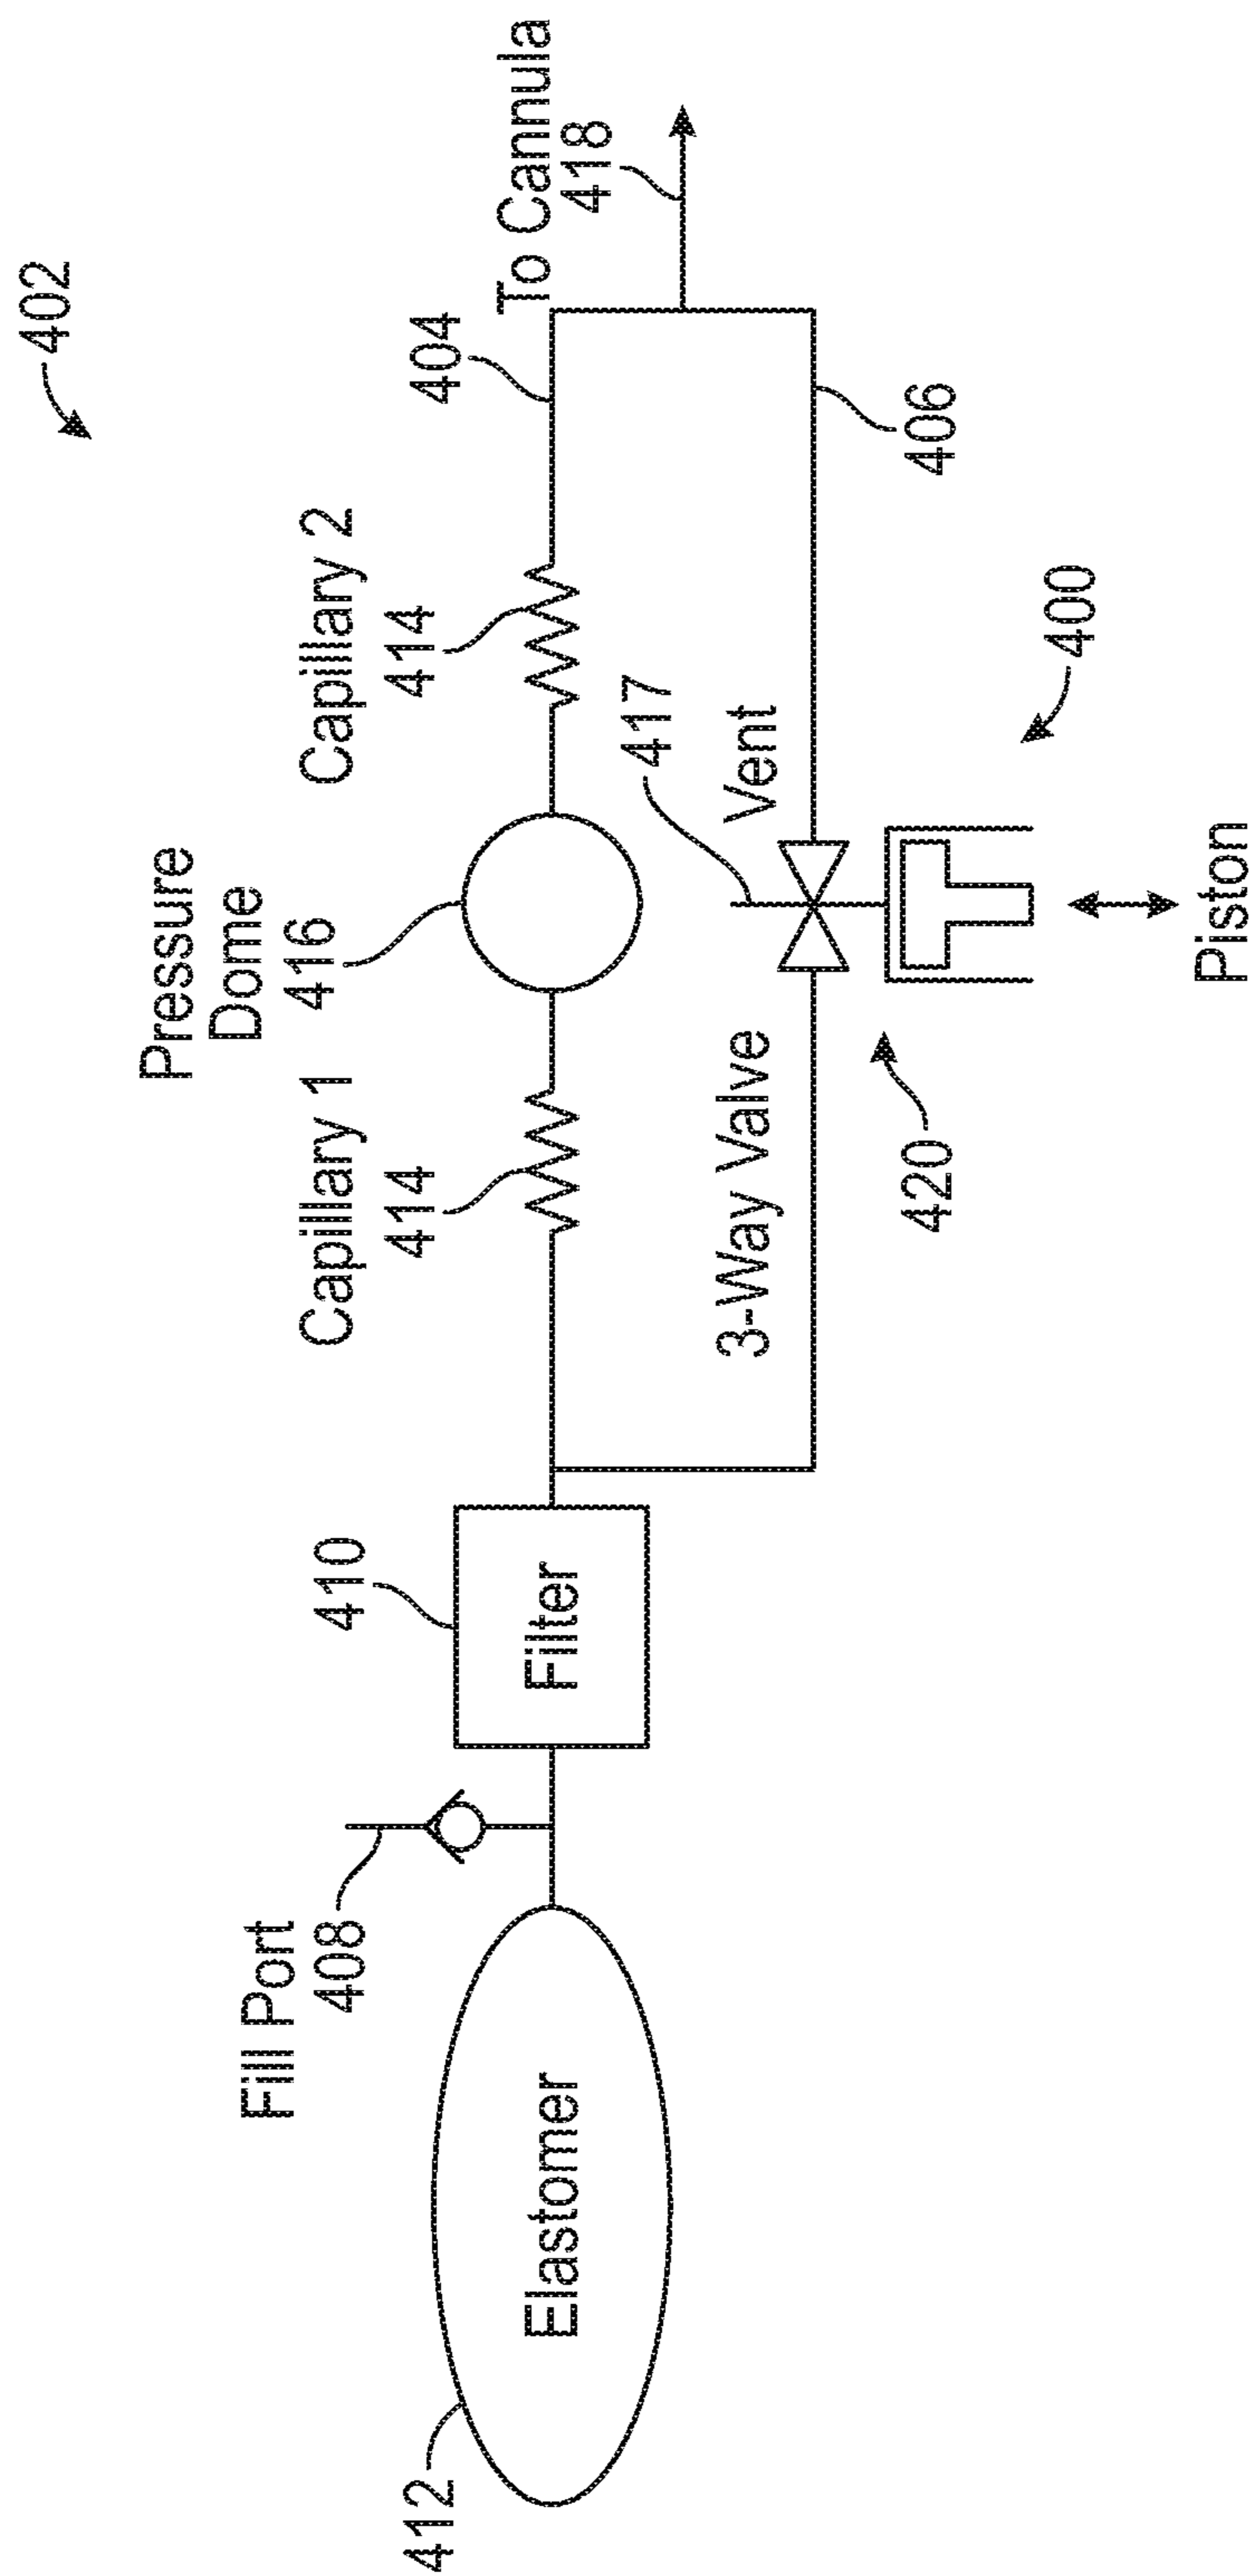 402
To Cannula
418
404
406
Capillary 2
414
417
Vent
400
Pressure
Dome
416
Piston
Capillary 1
414
3-Way Valve
420
410
Filter
Fill Port
408
Elastomer
412